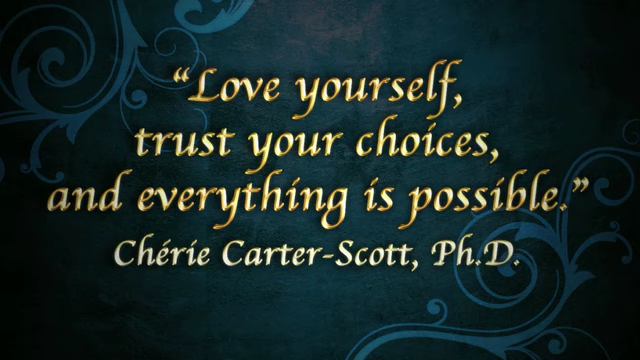 “Love yourself,
trust your choices,
and everything is possible.”
Chérie Carter-Scott, Ph.D.